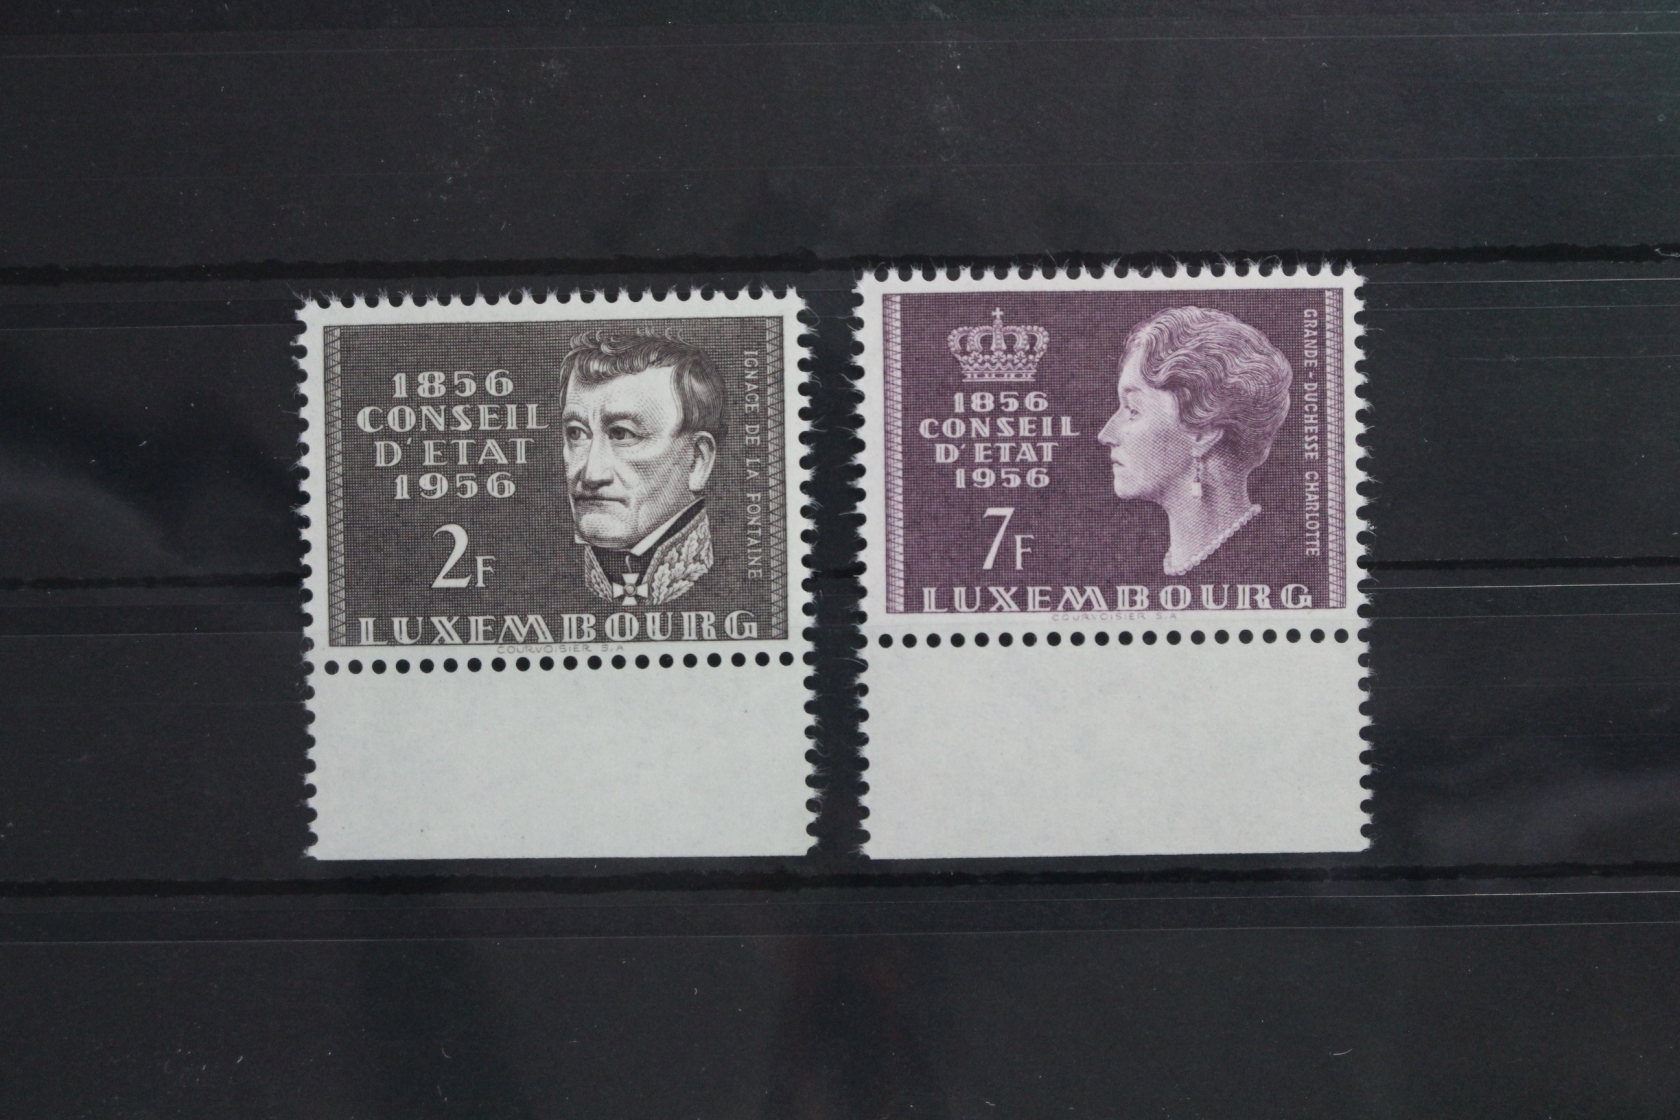 1856
CONSEIL
D'ETAT
1956
2F
IGNACE DE LA FONTAINE
LUXEMBOURG
COURVOISIER S.A
1856
CONSEIL
D'ETAT
1956
7F
GRANDE-DUCHESSE CHARLOTTE
LUXEMBOURG
COURVOISIER S.A